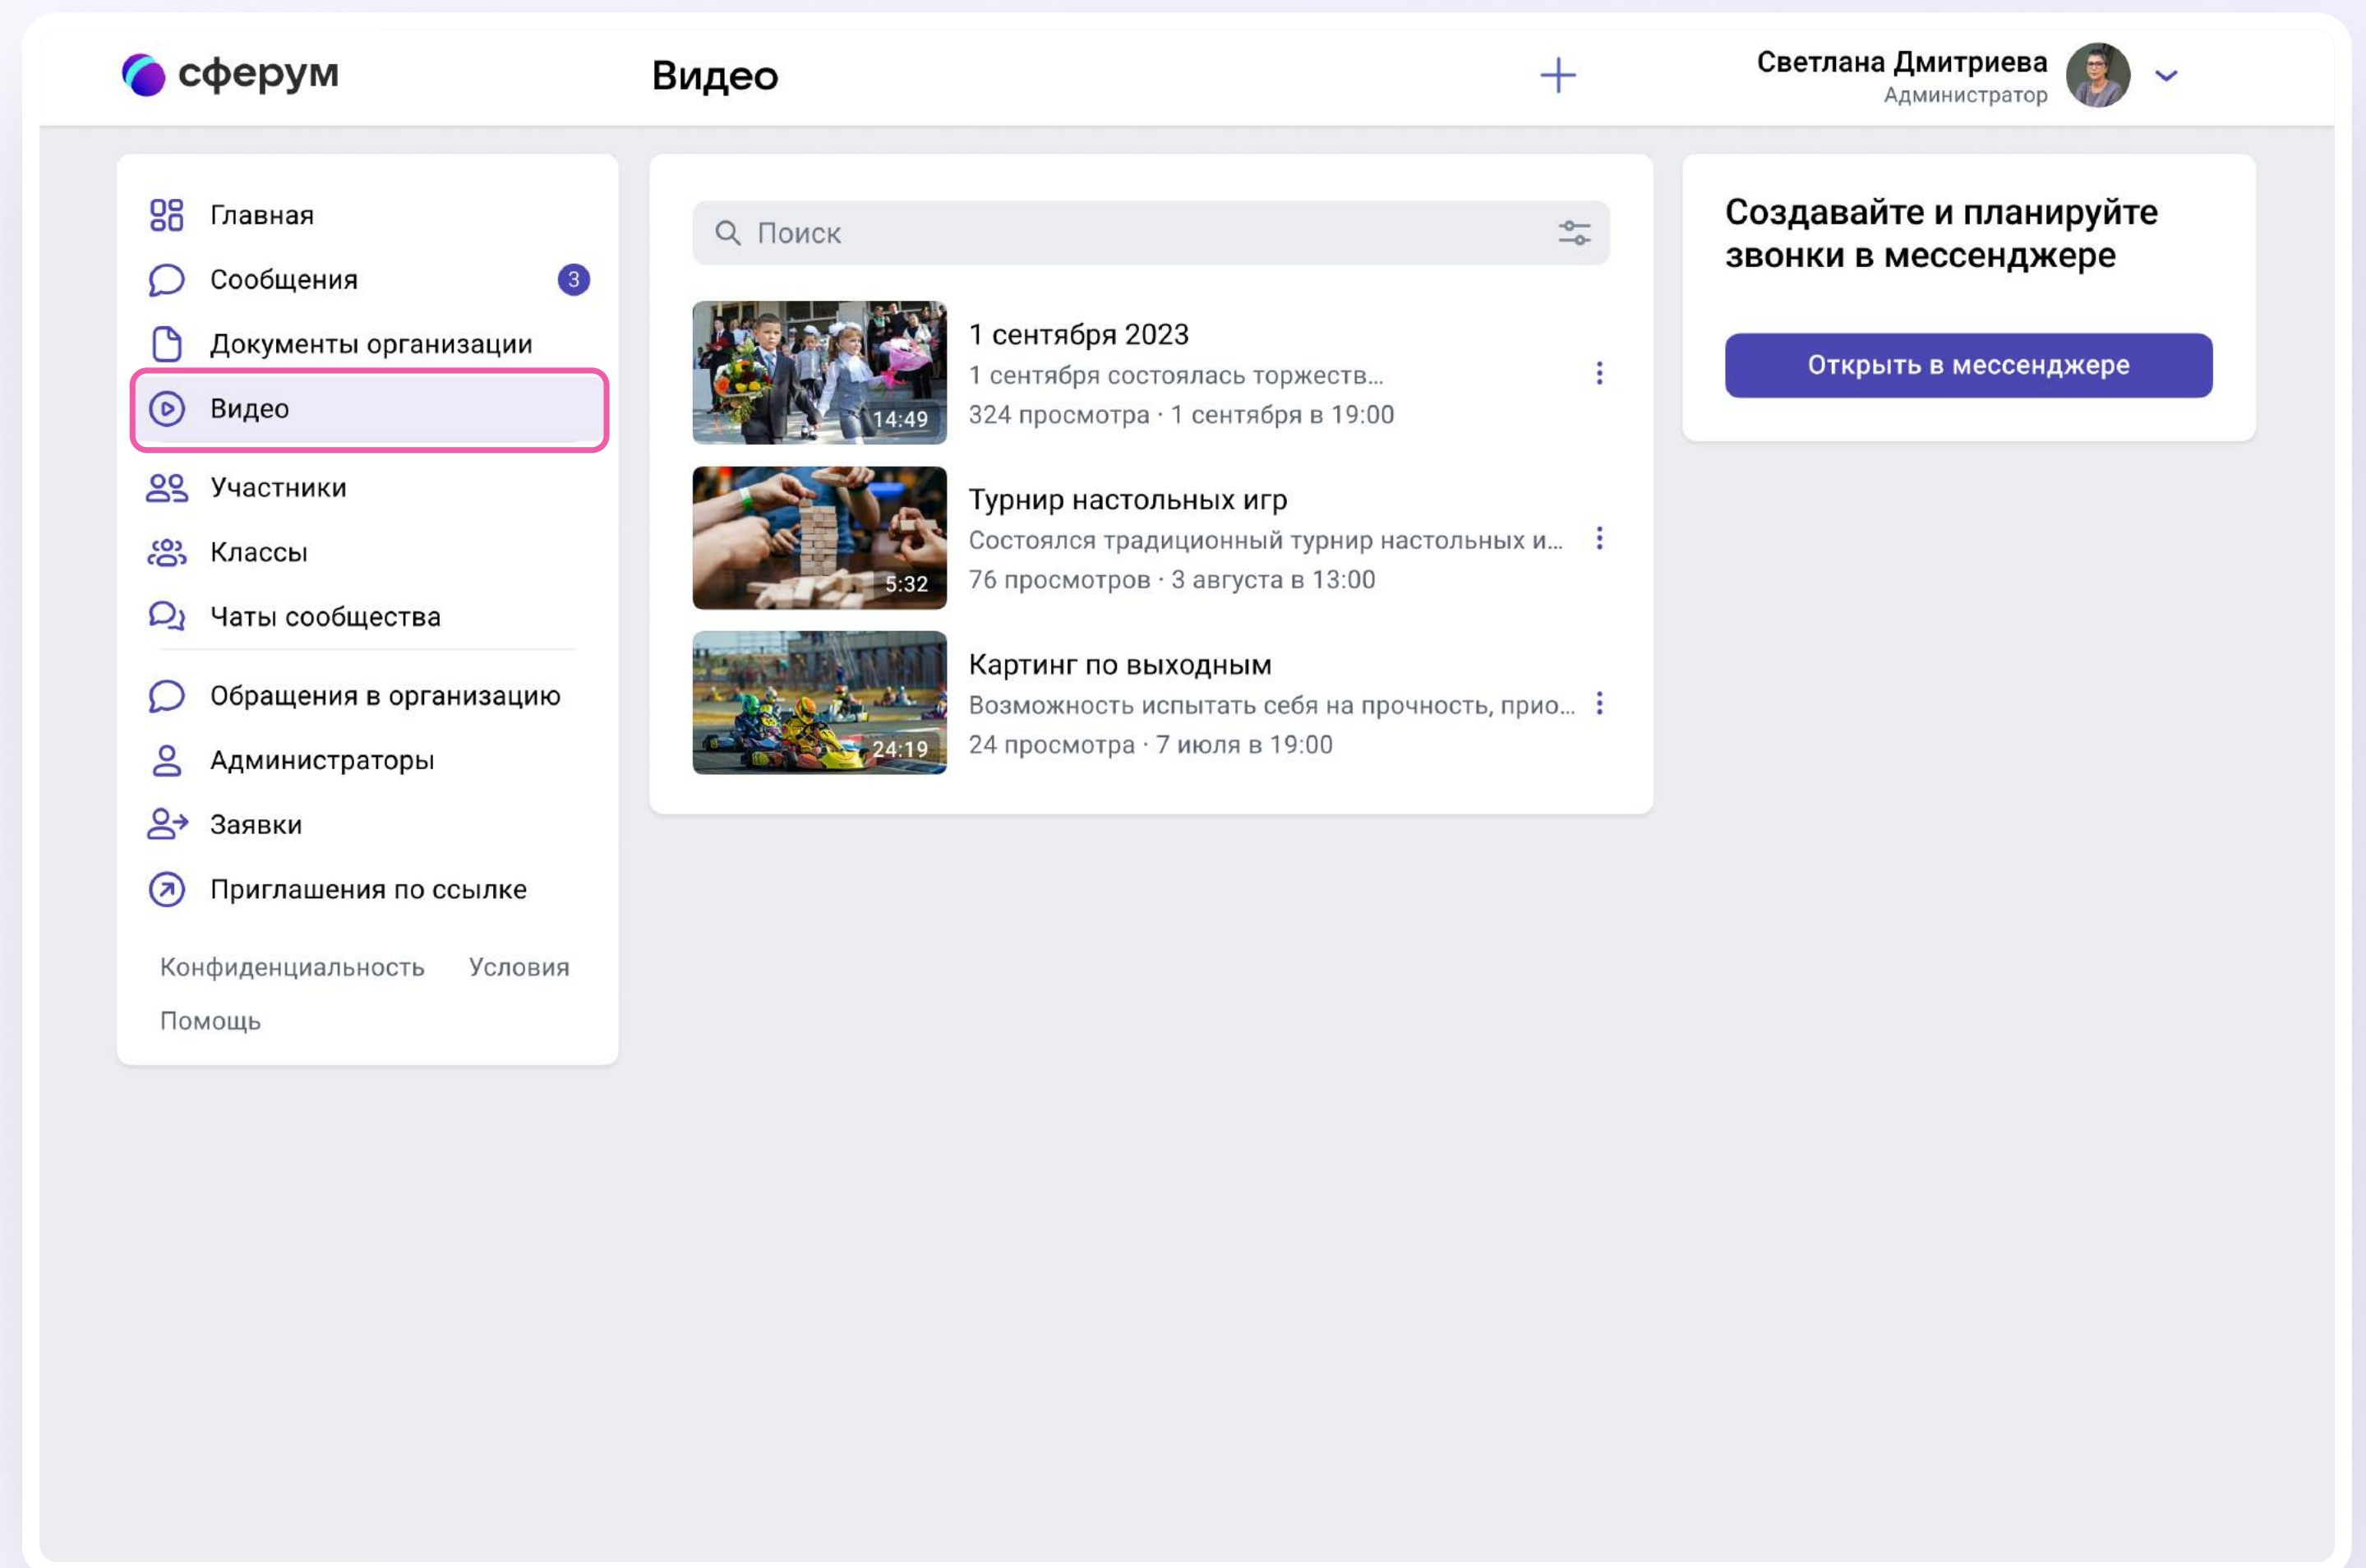 сферум
Видео
Светлана Дмитриева
Администратор
Главная
Сообщения
3
Документы организации
Видео
Участники
Классы
Чаты сообщества
Обращения в организацию
Администраторы
Заявки
Приглашения по ссылке
Конфиденциальность Условия
Помощь
Поиск
14:49
1 сентября 2023
1 сентября состоялась торжеств...
324 просмотра · 1 сентября в 19:00
5:32
Турнир настольных игр
Состоялся традиционный турнир настольных и...
76 просмотров · 3 августа в 13:00
24:19
Картинг по выходным
Возможность испытать себя на прочность, прио...
24 просмотра · 7 июля в 19:00
Создавайте и планируйте
звонки в мессенджере
Открыть в мессенджере